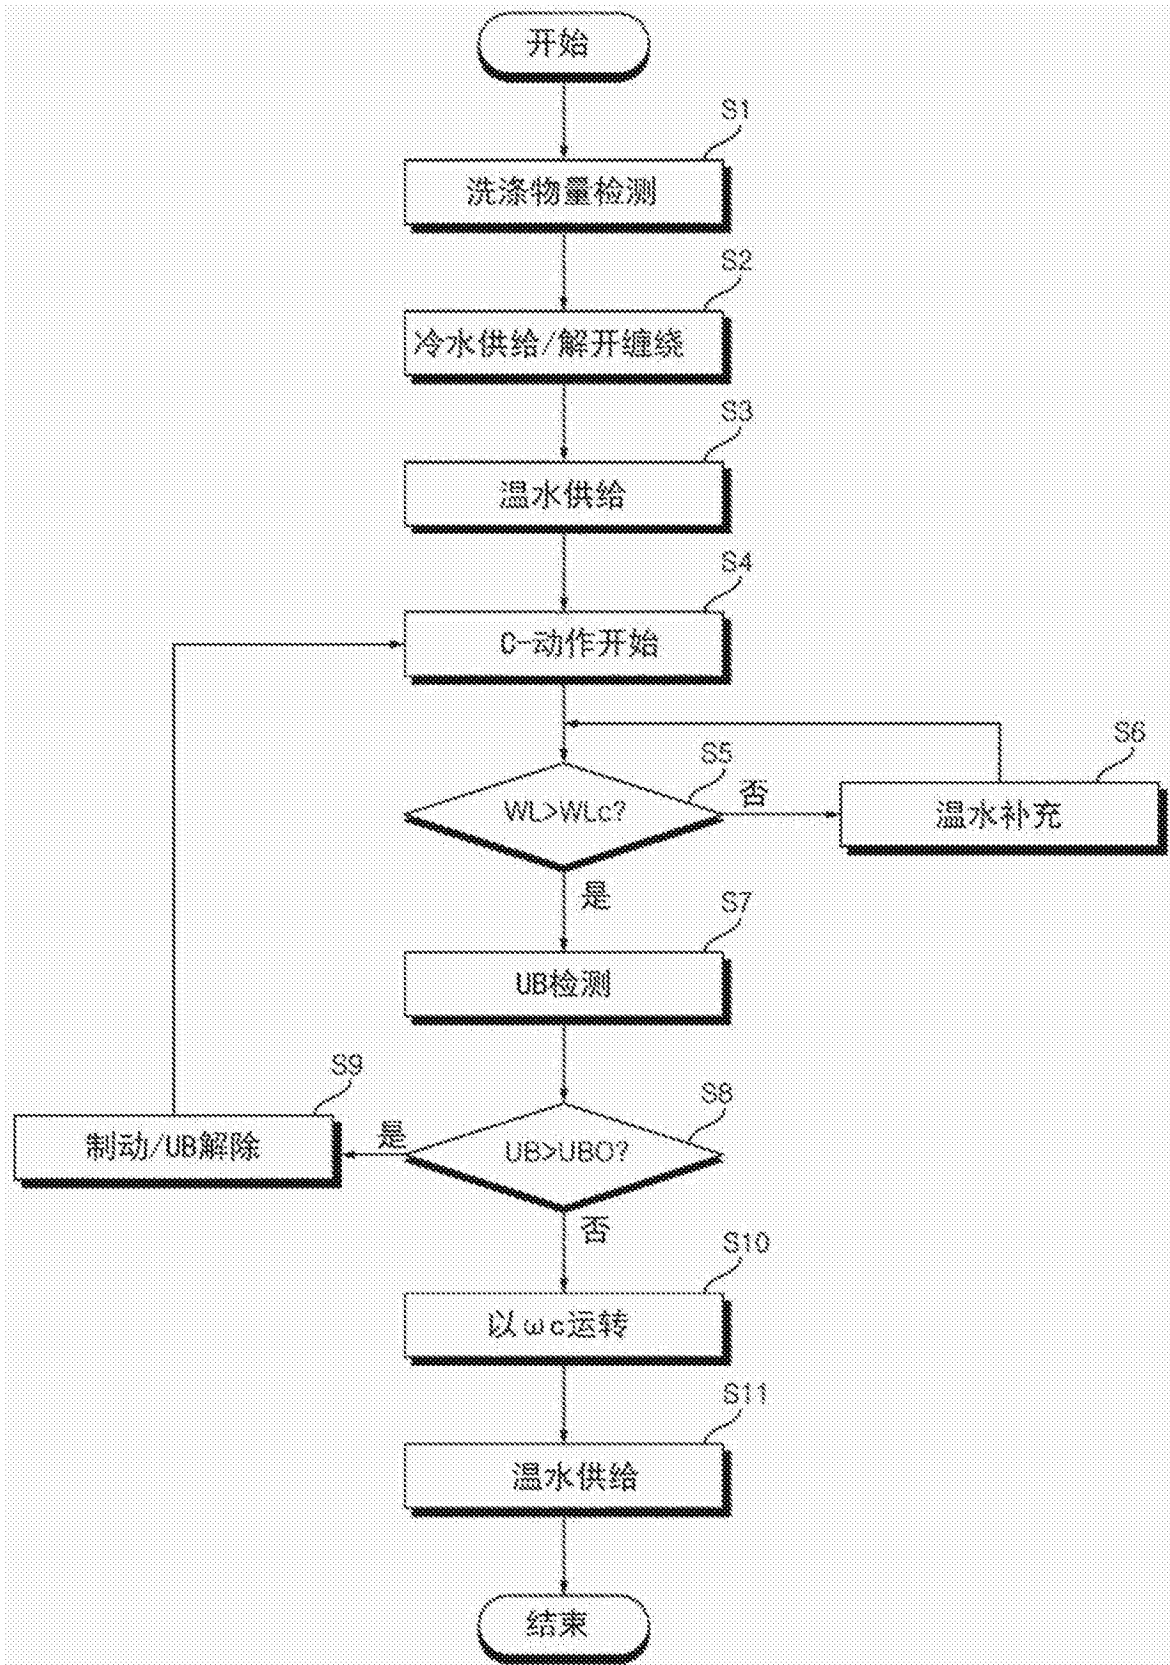 开始
S1
洗涤物量检测
S2
冷水供给/解开缠绕
S3
温水供给
S4
C-动作开始
S5
WL>WLc?
否
S6
温水补充
是
S7
UB检测
S8
UB>UBO?
是
S9
制动/UB解除
否
S10
以ωc运转
S11
温水供给
结束